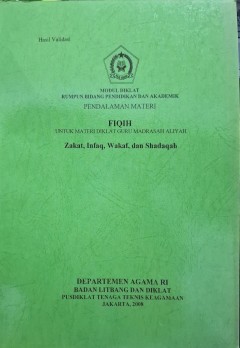 Hasil Validasi
MODUL DIKLAT
RUMPUN BIDANG PENDIDIKAN DAN AKADEMIK
PENDALAMAN MATERI
FIQIH
UNTUK MATERI DIKLAT GURU MADRASAH ALIYAH
Zakat, Infaq, Wakaf, dan Shadaqah
DEPARTEMEN AGAMA RI
BADAN LITBANG DAN DIKLAT
PUSDIKLAT TENAGA TEKNIS KEAGAMAAN
JAKARTA, 2008